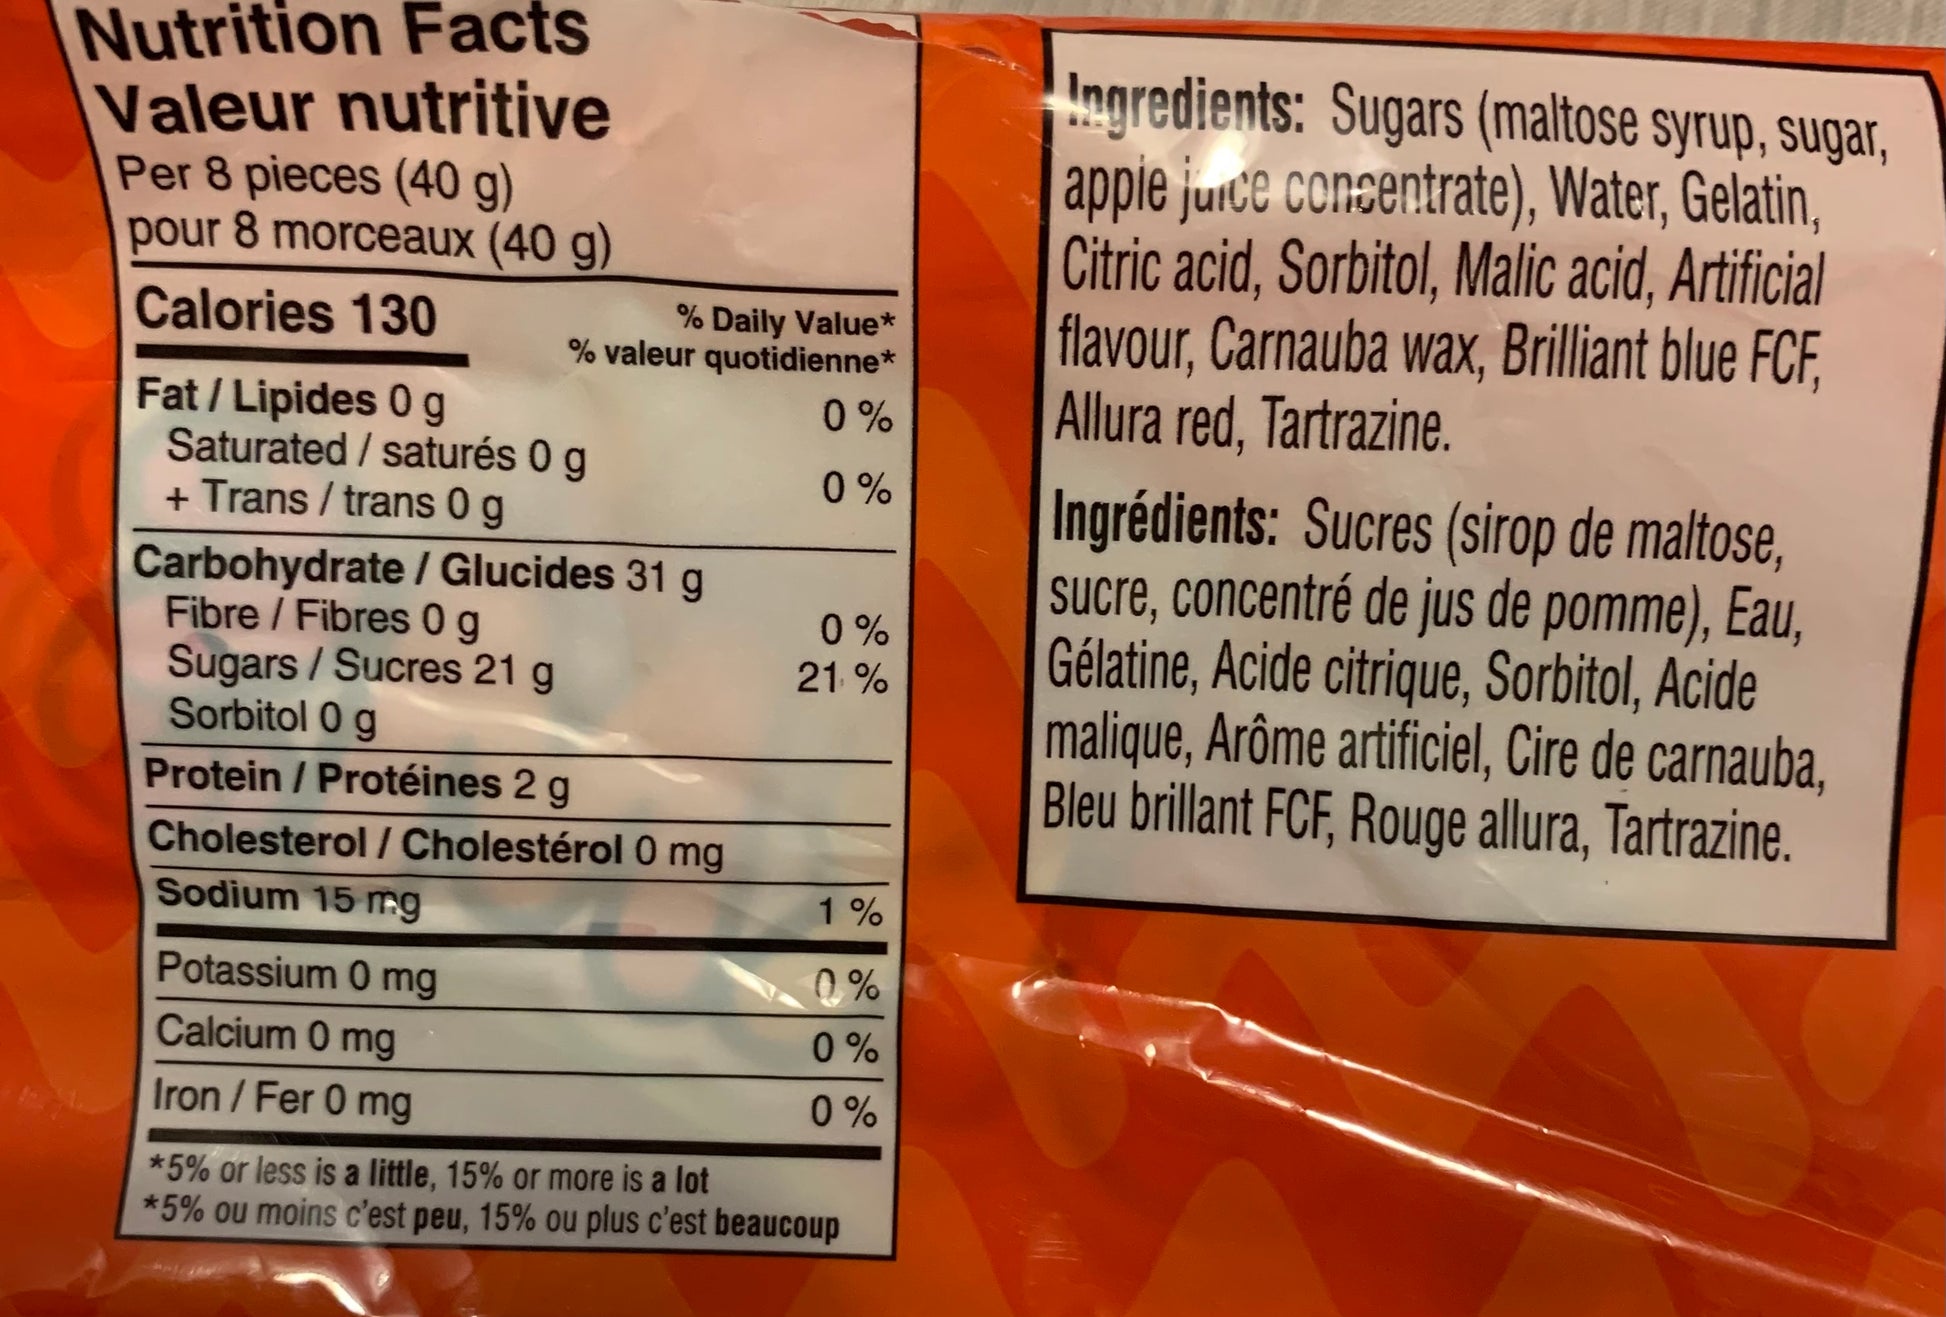 Nutrition Facts
Valeur nutritive
Per 8 pieces (40 g)
pour 8 morceaux (40 g)
Calories 130
% Daily Value*
% valeur quotidienne*
Fat / Lipides 0 g 0 %
Saturated / saturés 0 g
+ Trans / trans 0 g 0 %
Carbohydrate / Glucides 31 g
Fibre / Fibres 0 g 0 %
Sugars / Sucres 21 g 21 %
Sorbitol 0 g
Protein / Protéines 2 g
Cholesterol / Cholestérol 0 mg
Sodium 15 mg 1 %
Potassium 0 mg 0 %
Calcium 0 mg 0 %
Iron / Fer 0 mg 0 %
*5% or less is a little, 15% or more is a lot
*5% ou moins c'est peu, 15% ou plus c'est beaucoup
Ingredients: Sugars (maltose syrup, sugar,
apple juice concentrate), Water, Gelatin,
Citric acid, Sorbitol, Malic acid, Artificial
flavour, Carnauba wax, Brilliant blue FCF,
Allura red, Tartrazine.
Ingrédients: Sucres (sirop de maltose,
sucre, concentré de jus de pomme), Eau,
Gélatine, Acide citrique, Sorbitol, Acide
malique, Arôme artificiel, Cire de carnauba,
Bleu brillant FCF, Rouge allura, Tartrazine.